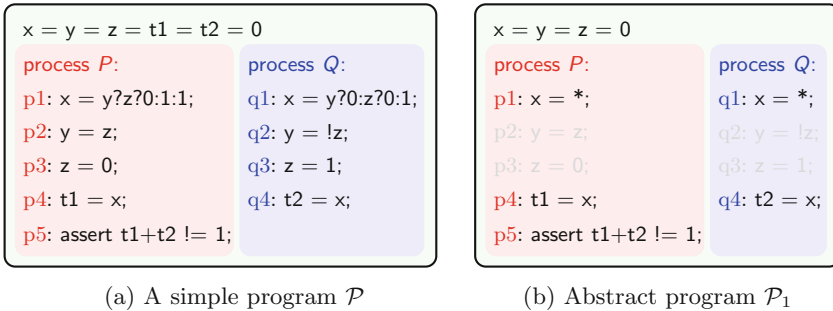 x = y = z = t1 = t2 = 0
process P:
p1: x = y?z?0:1:1;
p2: y = z;
p3: z = 0;
p4: t1 = x;
p5: assert t1+t2 != 1;
process Q:
q1: x = y?0:z?0:1;
q2: y = !z;
q3: z = 1;
q4: t2 = x;
(a) A simple program 𝒫
x = y = z = 0
process P:
p1: x = *;
p2: y = z;
p3: z = 0;
p4: t1 = x;
p5: assert t1+t2 != 1;
process Q:
q1: x = *;
q2: y = !z;
q3: z = 1;
q4: t2 = x;
(b) Abstract program 𝒫₁